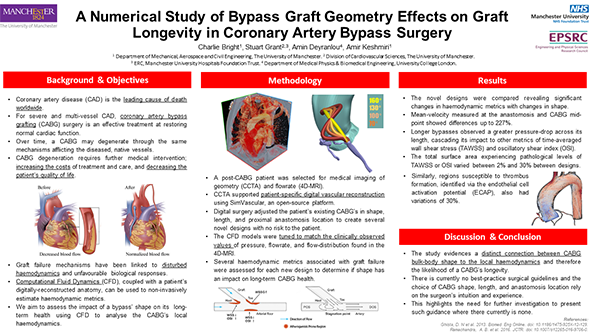 MANCHESTER
1824
The University of Manchester
A Numerical Study of Bypass Graft Geometry Effects on Graft
Longevity in Coronary Artery Bypass Surgery
Charlie Bright¹, Stuart Grant²,³, Amin Deyranlou⁴, Amir Keshmiri¹
¹ Department of Mechanical, Aerospace and Civil Engineering, The University of Manchester. ² Division of Cardiovascular Sciences, The University of Manchester.
³ ERC, Manchester University Hospitals Foundation Trust. ⁴ Department of Medical Physics & Biomedical Engineering, University College London.
NHS
Manchester University
NHS Foundation Trust
EPSRC
Engineering and Physical Sciences
Research Council
Background & Objectives
• Coronary artery disease (CAD) is the leading cause of death
worldwide.
• For severe and multi-vessel CAD, coronary artery bypass
grafting (CABG) surgery is an effective treatment at restoring
normal cardiac function.
• Over time, a CABG may degenerate through the same
mechanisms affecting the diseased, native vessels.
• CABG degeneration requires further medical intervention;
increasing the costs of treatment and care, and decreasing the
patient's quality of life.
Before
After
Decreased blood flow
Normalized blood flow
• Graft failure mechanisms have been linked to disturbed
haemodynamics and unfavourable biological responses.
• Computational Fluid Dynamics (CFD), coupled with a patient's
digitally-reconstructed anatomy, can be used to non-invasively
estimate haemodynamic metrics.
• We aim to assess the impact of a bypass' shape on its long-
term health using CFD to analyse the CABG's local
haemodynamics.
Methodology
160°
130°
100°
• A post-CABG patient was selected for medical imaging of
geometry (CCTA) and flowrate (4D-MRI).
• CCTA supported patient-specific digital vascular reconstruction
using SimVascular, an open-source platform.
• Digital surgery adjusted the patient's existing CABG's in shape,
length, and proximal anastomosis location to create several
novel designs with no risk to the patient.
• The CFD models were tuned to match the clinically observed
values of pressure, flowrate, and flow-distribution found in the
4D-MRI.
• Several haemodynamic metrics associated with graft failure
were assessed for each new design to determine if shape has
an impact on long-term CABG health.
Graft
Heel
Toe
Arterial flow
Stagnation point
Artery
Direction of flow
Atherogenesis Prone Region
Results
• The novel designs were compared revealing significant
changes in haemodynamic metrics with changes in shape.
• Mean-velocity measured at the anastomosis and CABG mid-
point showed differences up to 227%.
• Longer bypasses observed a greater pressure-drop across its
length, cascading its impact to other metrics of time-averaged
wall shear stress (TAWSS) and oscillatory shear index (OSI).
• The total surface area experiencing pathological levels of
TAWSS or OSI varied between 2% and 30% between designs.
• Similarly, regions susceptible to thrombus
formation, identified via the endothelial cell
activation potential (ECAP), also had
variations of 30%.
Discussion & Conclusion
• The study evidences a distinct connection between CABG
bulk-body shape to the local haemodynamics and therefore
the likelihood of a CABG's longevity.
• There is currently no best-practice surgical guidelines and the
choice of CABG shape, length, and anastomosis location rely
on the surgeon's intuition and experience.
• This highlights the need for further investigation to present
such guidance where there currently is none.
References: